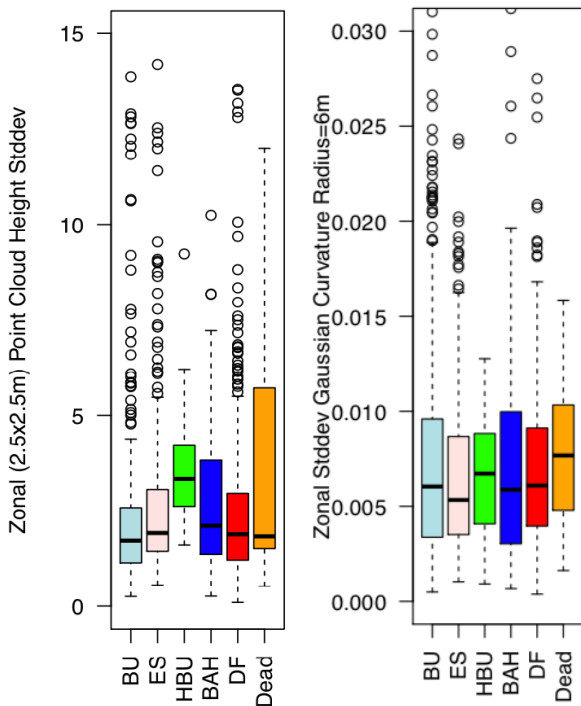 Zonal (2.5x2.5m) Point Cloud Height Stddev
15
10
5
0
BU
ES
HBU
BAH
DF
Dead
Zonal Stddev Gaussian Curvature Radius=6m
0.030
0.025
0.020
0.015
0.010
0.005
0.000
BU
ES
HBU
BAH
DF
Dead